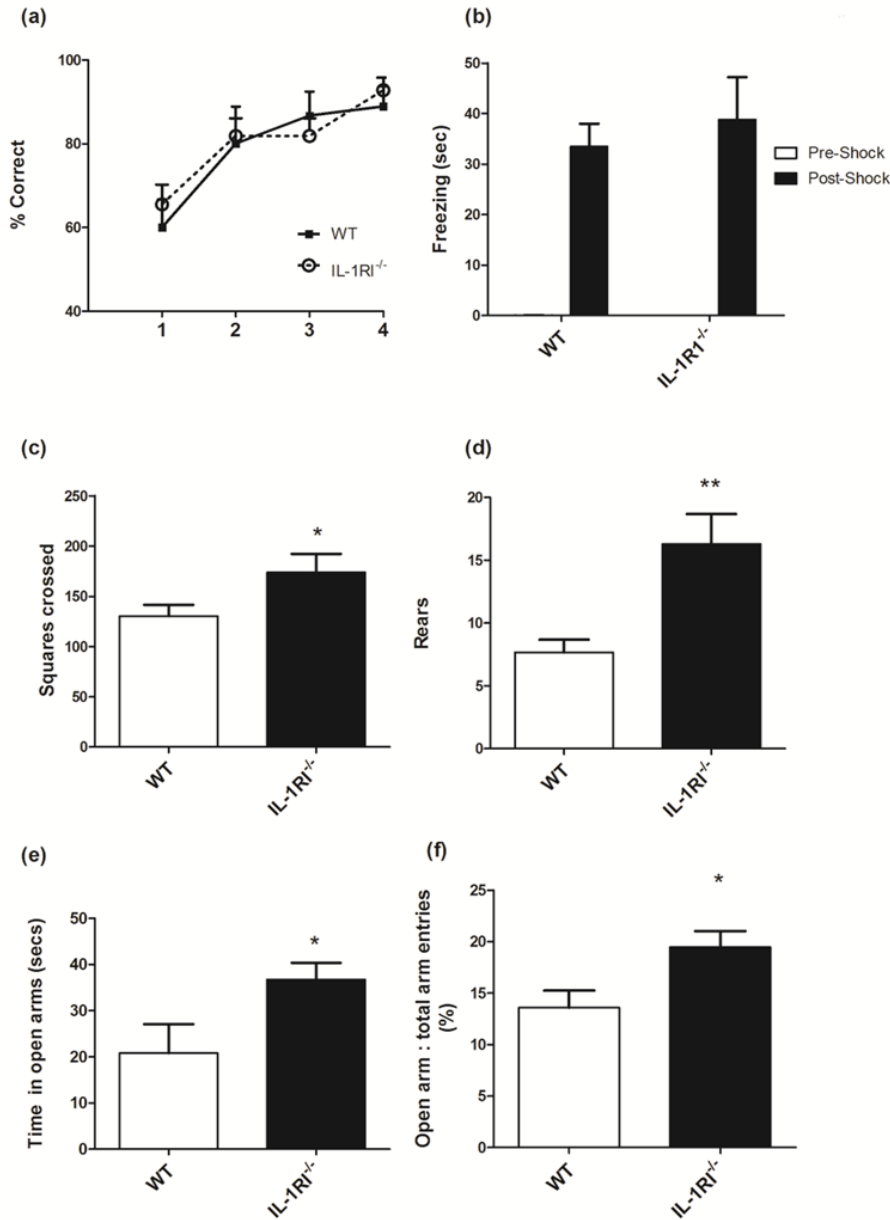 (a)
100
80
60
40
% Correct
WT
IL-1RI-/-
1 2 3 4
(b)
50
40
30
20
10
0
Freezing (sec)
Pre-Shock
Post-Shock
WT
IL-1R1-/-
(c)
250
200
150
100
50
0
Squares crossed
*
WT
IL-1RI-/-
(d)
20
15
10
5
0
Rears
**
WT
IL-1RI-/-
(e)
50
40
30
20
10
0
Time in open arms (secs)
*
WT
IL-1RI-/-
(f)
25
20
15
10
5
0
Open arm : total arm entries
(%)
*
WT
IL-1RI-/-